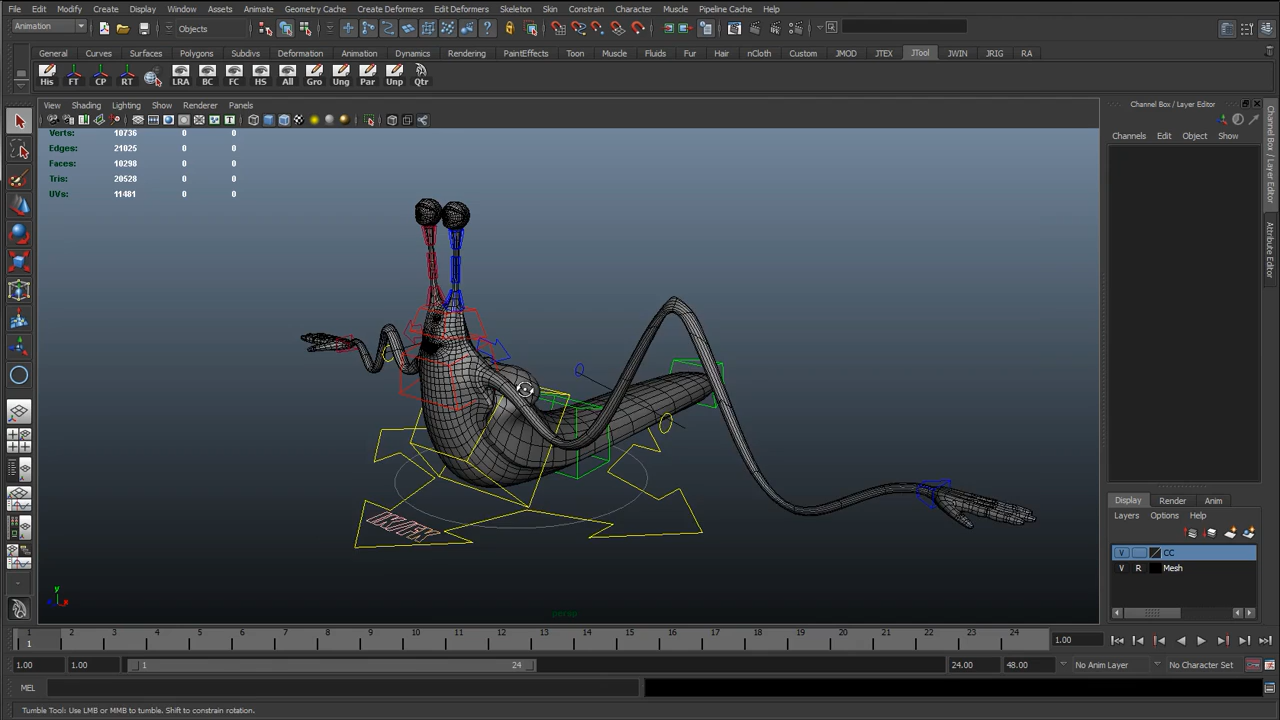 File Edit Modify Create Display Window Assets Animate Geometry Cache Create Deformers Edit Deformers Skeleton Skin Constrain Character Muscle Pipeline Cache Help
Animation Objects
General Curves Surfaces Polygons Subdivs Deformation Animation Dynamics Rendering PaintEffects Toon Muscle Fluids Fur Hair nCloth Custom JMOD JTEX JTool JWIN JRIG RA
His FT CP RT LRA BC FC HS All Gro Ung Par Unp Qtr
View Shading Lighting Show Renderer Panels
Verts: 10736 0 0
Edges: 21025 0 0
Faces: 10298 0 0
Tris: 20528 0 0
UVs: 11481 0 0
persp
y
Channel Box / Layer Editor
Channels Edit Object Show
Channel Box / Layer Editor
Attribute Editor
Display Render Anim
Layers Options Help
V CC
V R Mesh
1 2 3 4 5 6 7 8 9 10 11 12 13 14 15 16 17 18 19 20 21 22 23 24
1 1.00
1.00 1.00 1 24 24.00 48.00 No Anim Layer No Character Set
MEL
Tumble Tool: Use LMB or MMB to tumble. Shift to constrain rotation.